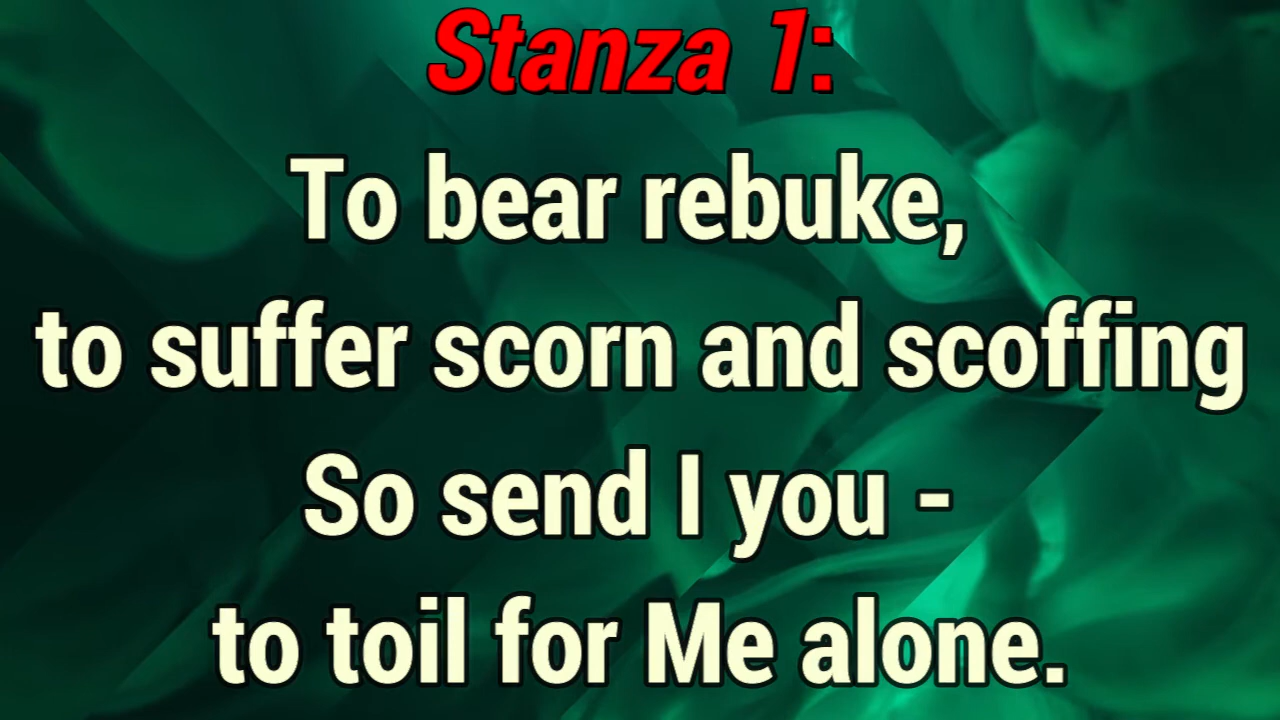 Stanza 1:
To bear rebuke,
to suffer scorn and scoffing
So send I you -
to toil for Me alone.